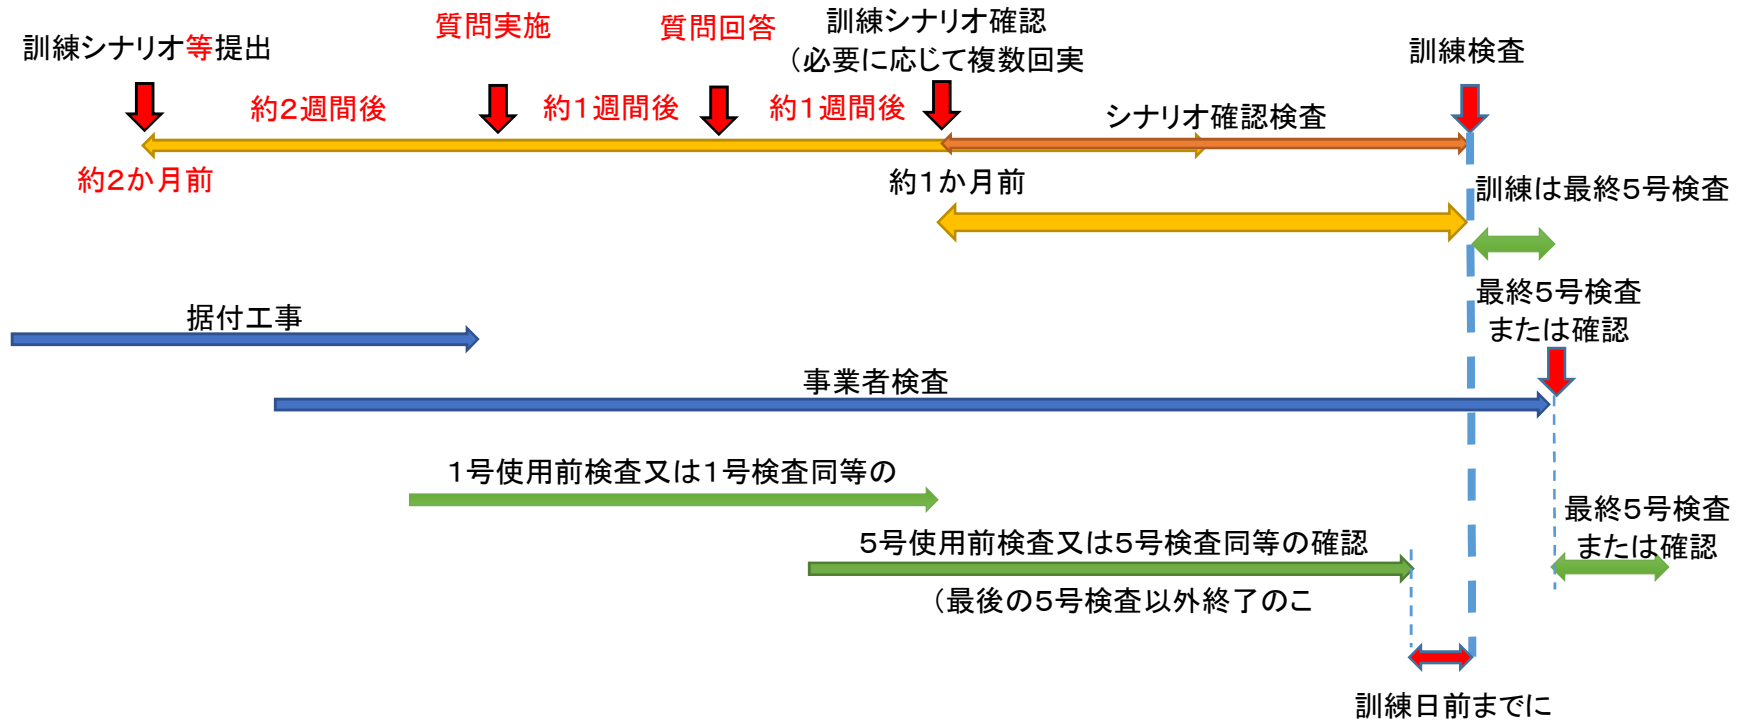 訓練シナリオ等提出
質問実施
質問回答
訓練シナリオ確認
（必要に応じて複数回実
訓練検査
約２週間後
約１週間後
約１週間後
シナリオ確認検査
約２か月前
約１か月前
訓練は最終５号検査
最終５号検査
または確認
据付工事
事業者検査
１号使用前検査又は１号検査同等の
５号使用前検査又は５号検査同等の確認
（最後の５号検査以外終了のこ
最終５号検査
または確認
訓練日前までに